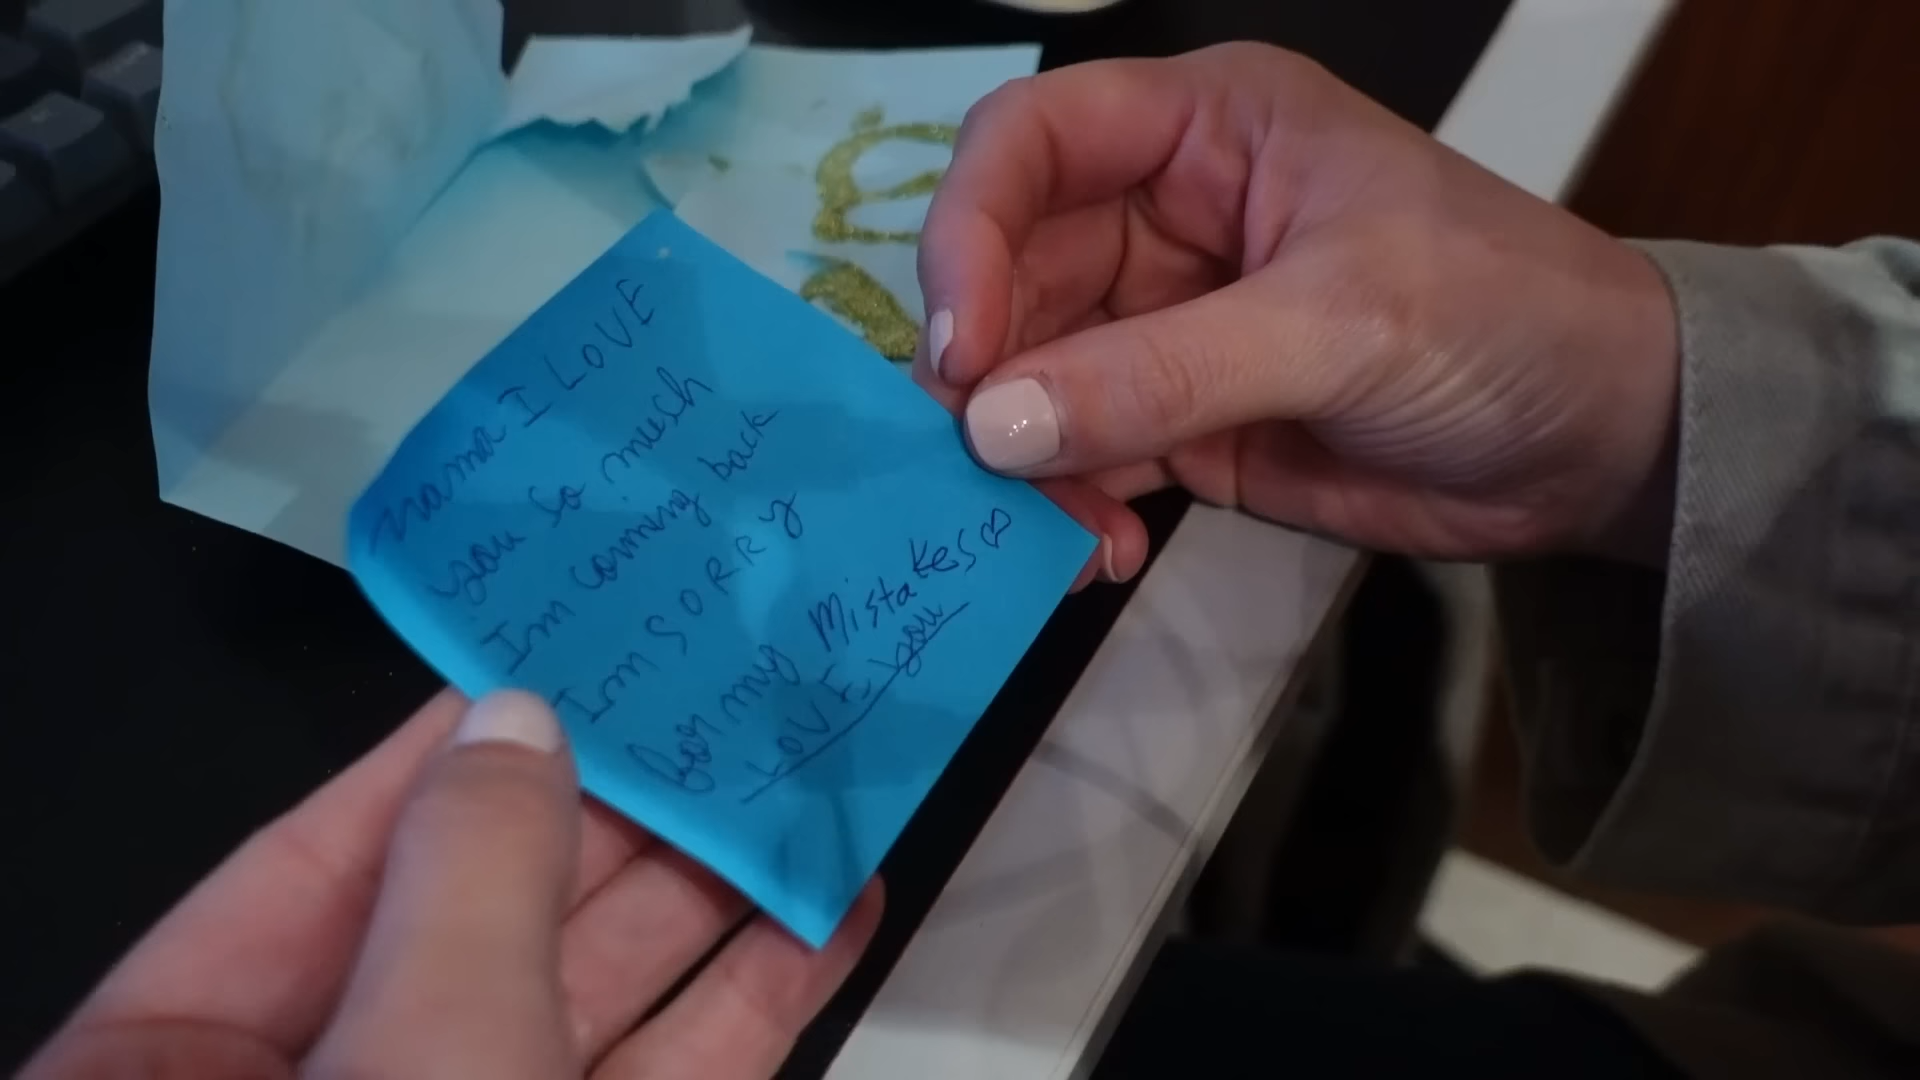 mama I LOVE
you so much
Im coming back
Im SORRY
for my Mistakes ♡
LOVE you